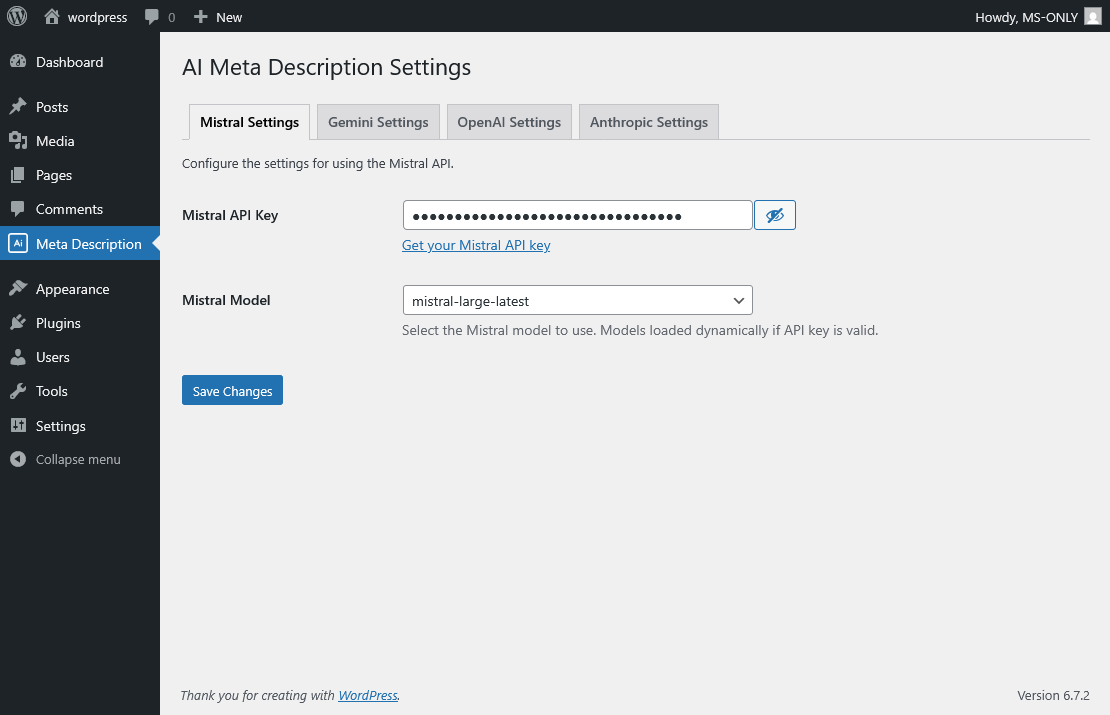 wordpress 0 New Howdy, MS-ONLY
Dashboard
Posts
Media
Pages
Comments
Ai Meta Description
Appearance
Plugins
Users
Tools
Settings
Collapse menu
AI Meta Description Settings
Mistral Settings Gemini Settings OpenAI Settings Anthropic Settings
Configure the settings for using the Mistral API.
Mistral API Key ••••••••••••••••••••••••••••••••
Get your Mistral API key
Mistral Model mistral-large-latest
Select the Mistral model to use. Models loaded dynamically if API key is valid.
Save Changes
Thank you for creating with WordPress. Version 6.7.2